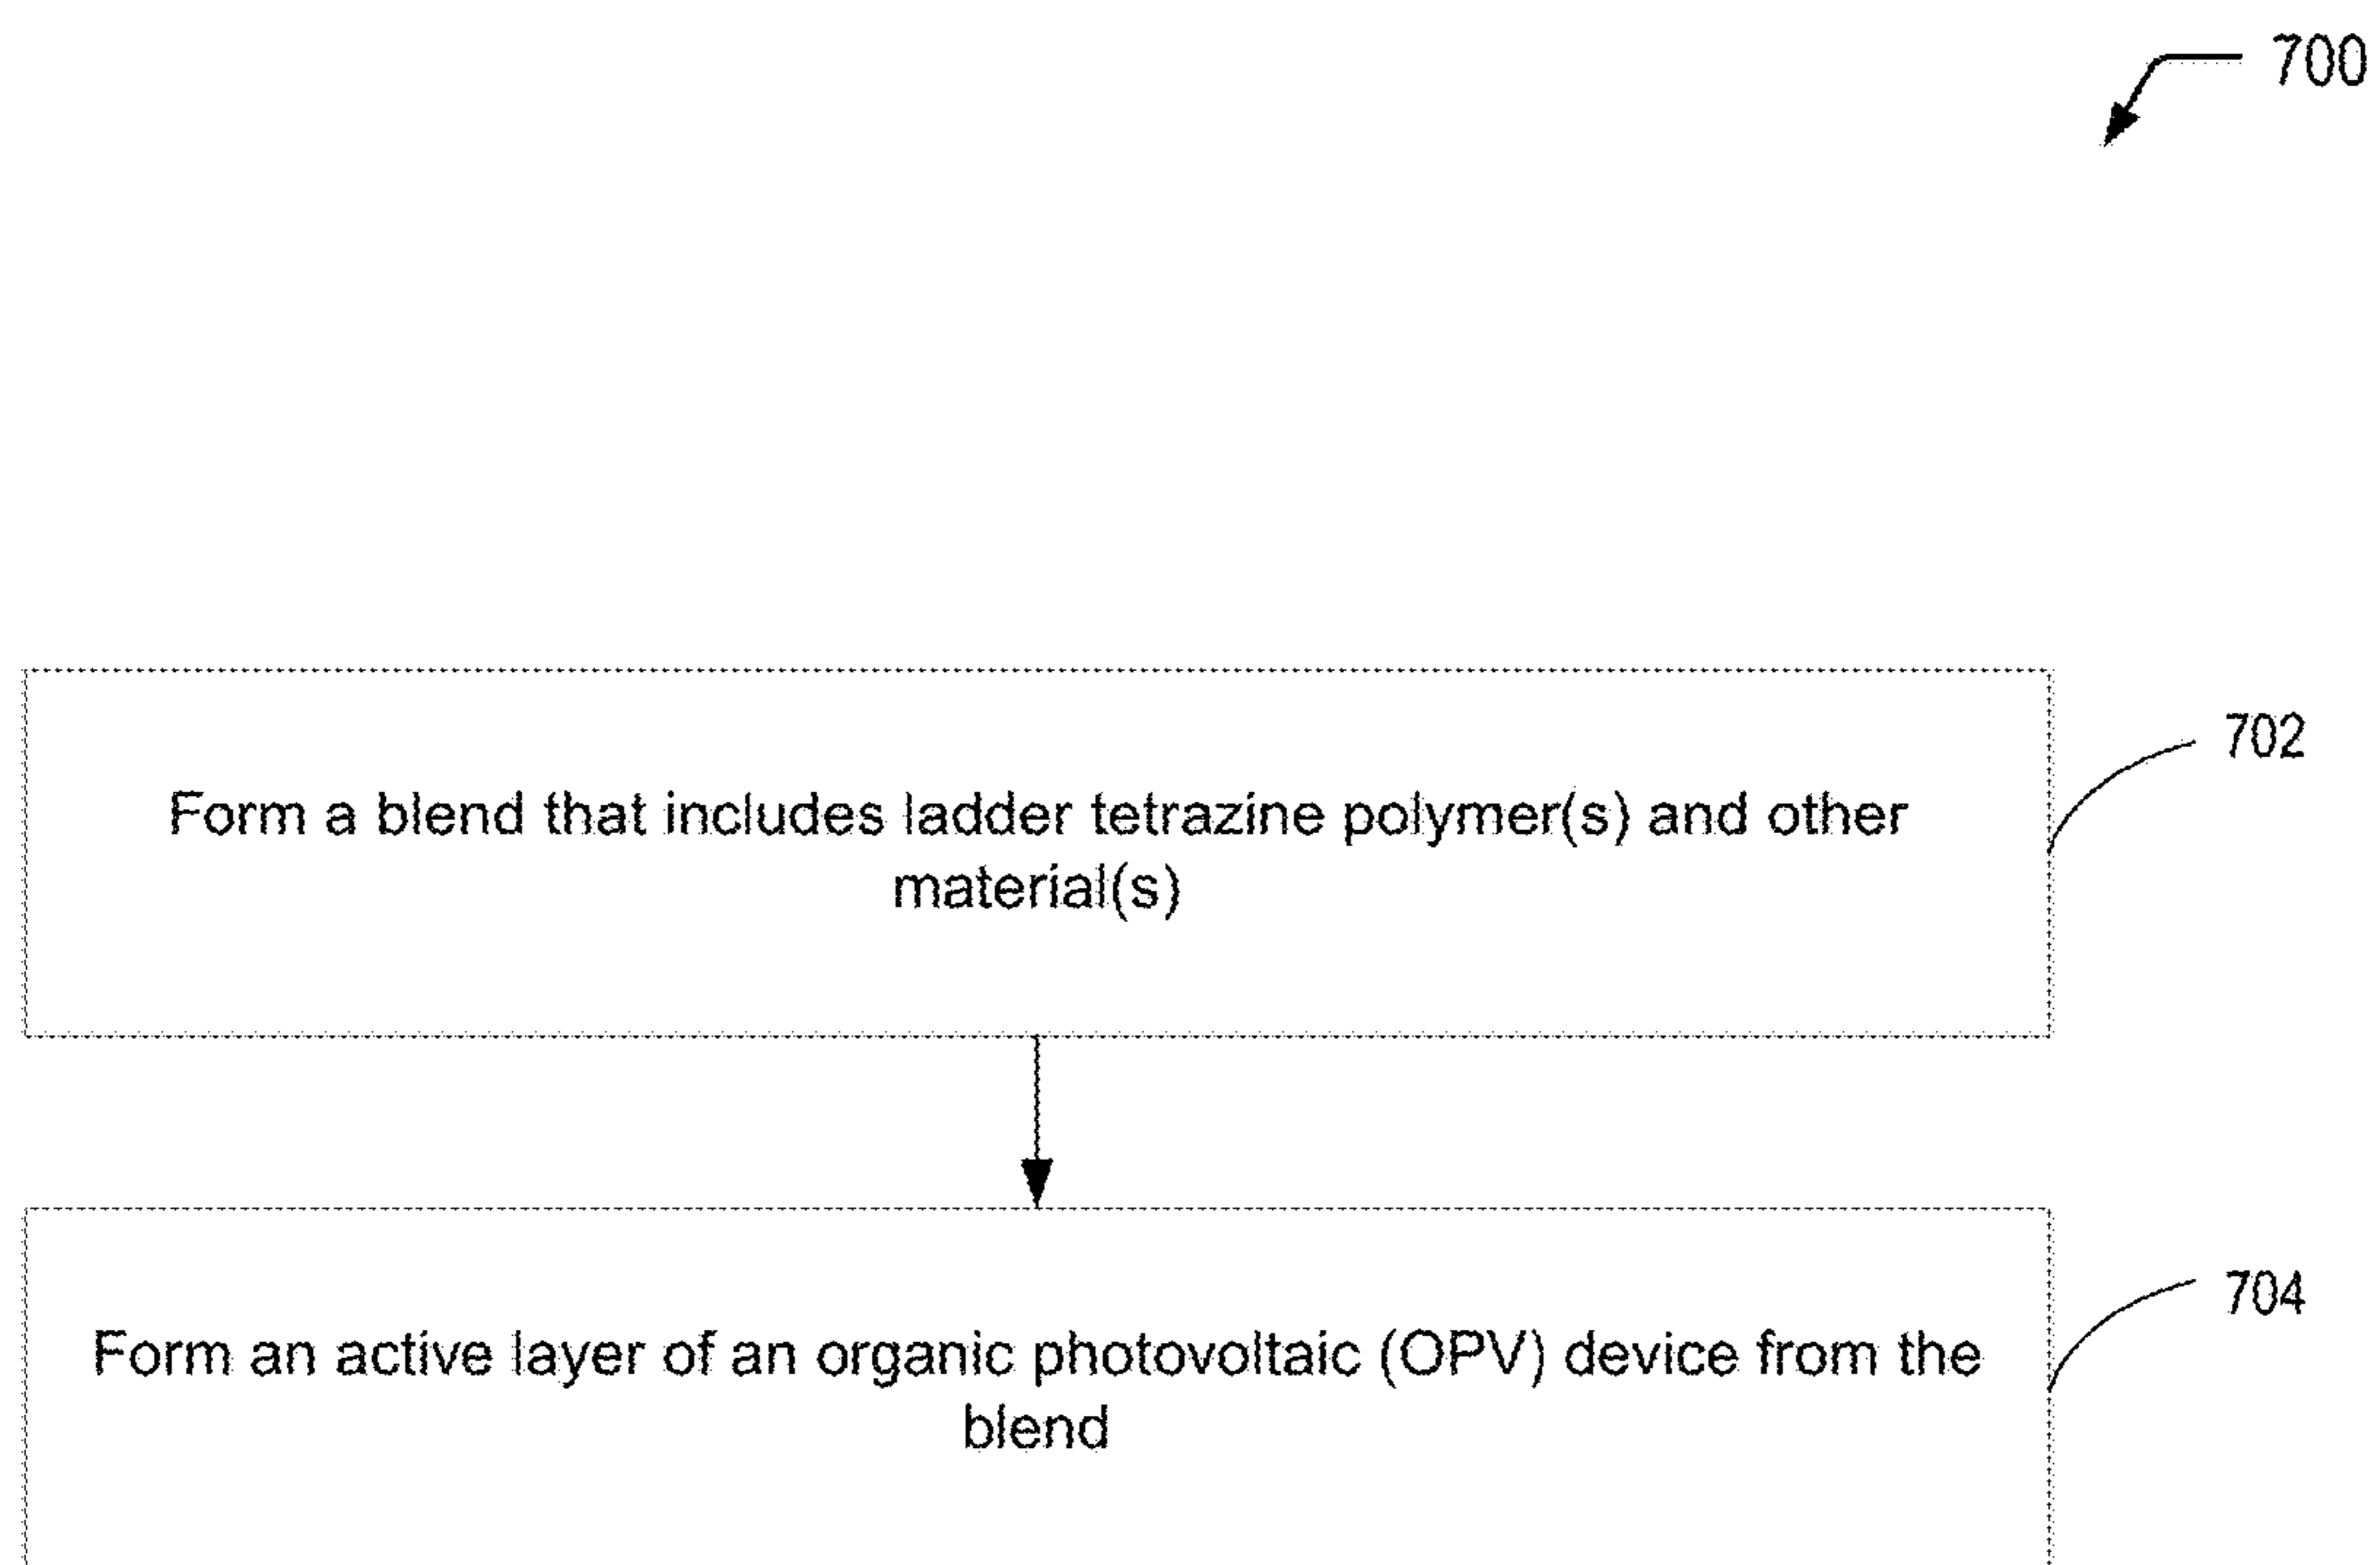 700
702
Form a blend that includes ladder tetrazine polymer(s) and other
material(s)
704
Form an active layer of an organic photovoltaic (OPV) device from the
blend